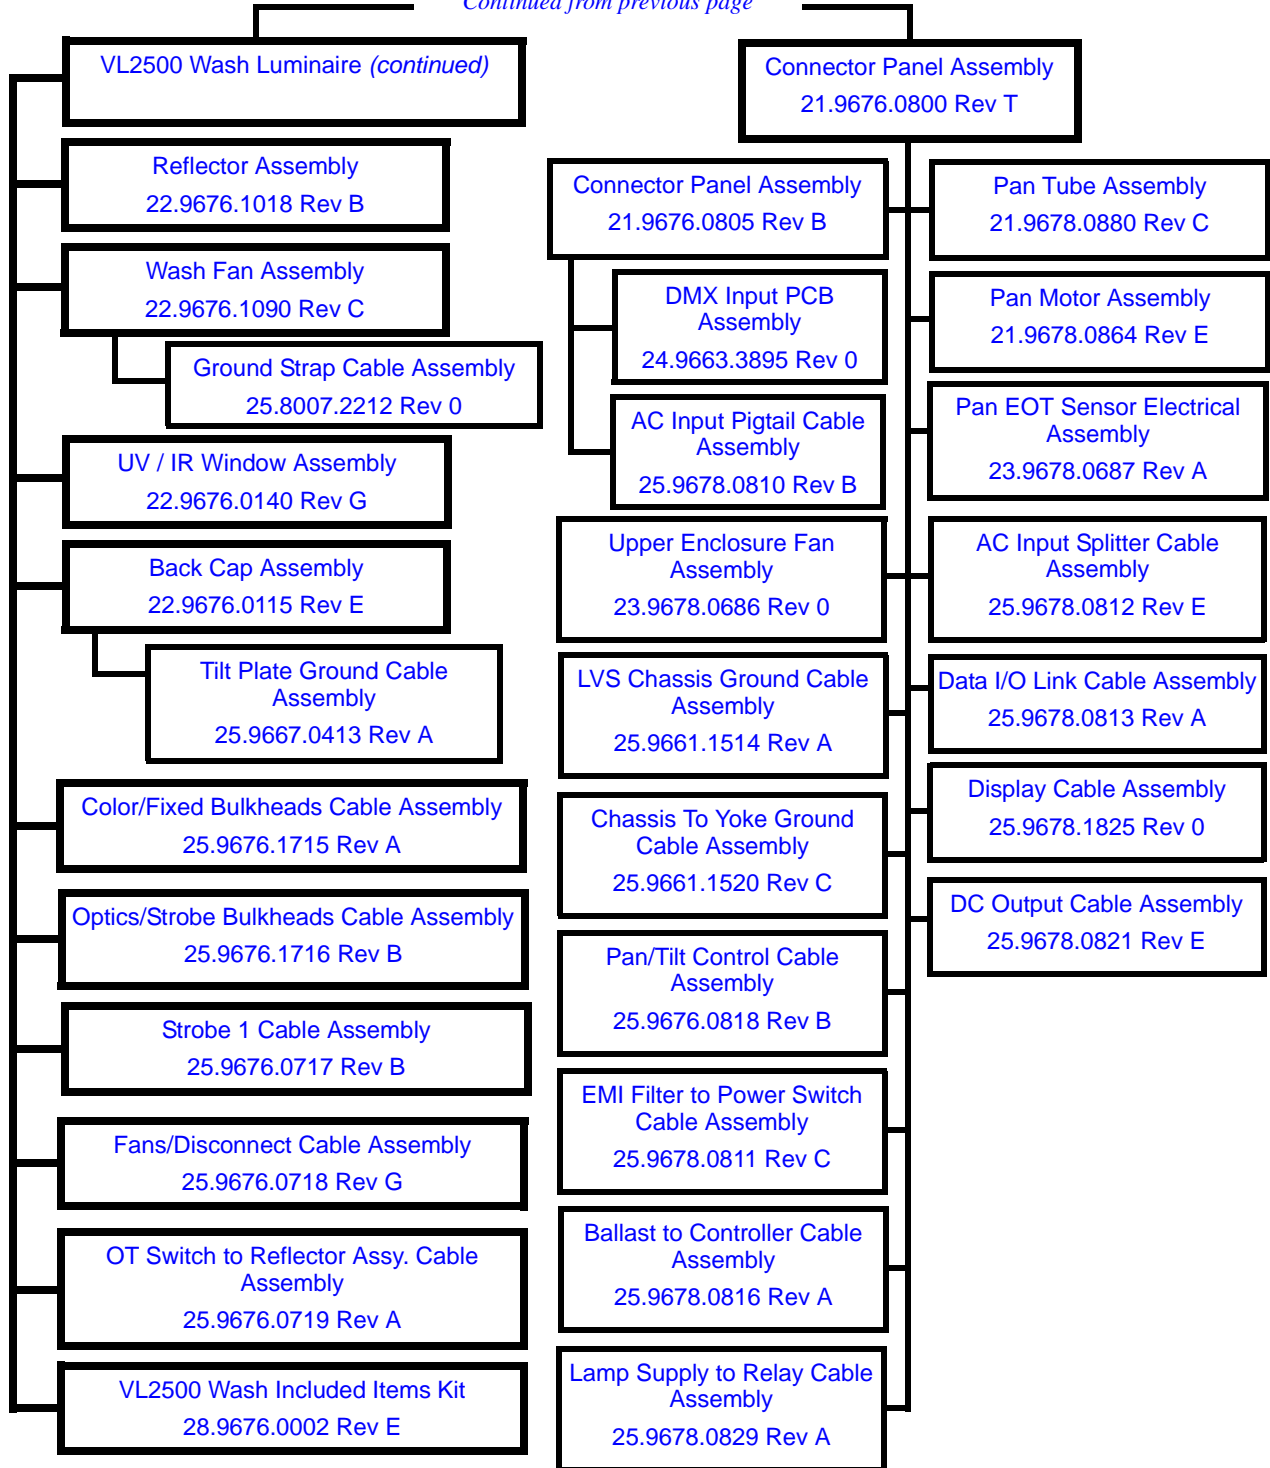 Continued from previous page
VL2500 Wash Luminaire (continued)
Reflector Assembly
22.9676.1018 Rev B
Wash Fan Assembly
22.9676.1090 Rev C
Ground Strap Cable Assembly
25.8007.2212 Rev 0
UV / IR Window Assembly
22.9676.0140 Rev G
Back Cap Assembly
22.9676.0115 Rev E
Tilt Plate Ground Cable
Assembly
25.9667.0413 Rev A
Color/Fixed Bulkheads Cable Assembly
25.9676.1715 Rev A
Optics/Strobe Bulkheads Cable Assembly
25.9676.1716 Rev B
Strobe 1 Cable Assembly
25.9676.0717 Rev B
Fans/Disconnect Cable Assembly
25.9676.0718 Rev G
OT Switch to Reflector Assy. Cable
Assembly
25.9676.0719 Rev A
VL2500 Wash Included Items Kit
28.9676.0002 Rev E
Connector Panel Assembly
21.9676.0800 Rev T
Connector Panel Assembly
21.9676.0805 Rev B
DMX Input PCB
Assembly
24.9663.3895 Rev 0
AC Input Pigtail Cable
Assembly
25.9678.0810 Rev B
Upper Enclosure Fan
Assembly
23.9678.0686 Rev 0
LVS Chassis Ground Cable
Assembly
25.9661.1514 Rev A
Chassis To Yoke Ground
Cable Assembly
25.9661.1520 Rev C
Pan/Tilt Control Cable
Assembly
25.9676.0818 Rev B
EMI Filter to Power Switch
Cable Assembly
25.9678.0811 Rev C
Ballast to Controller Cable
Assembly
25.9678.0816 Rev A
Lamp Supply to Relay Cable
Assembly
25.9678.0829 Rev A
Pan Tube Assembly
21.9678.0880 Rev C
Pan Motor Assembly
21.9678.0864 Rev E
Pan EOT Sensor Electrical
Assembly
23.9678.0687 Rev A
AC Input Splitter Cable
Assembly
25.9678.0812 Rev E
Data I/O Link Cable Assembly
25.9678.0813 Rev A
Display Cable Assembly
25.9678.1825 Rev 0
DC Output Cable Assembly
25.9678.0821 Rev E